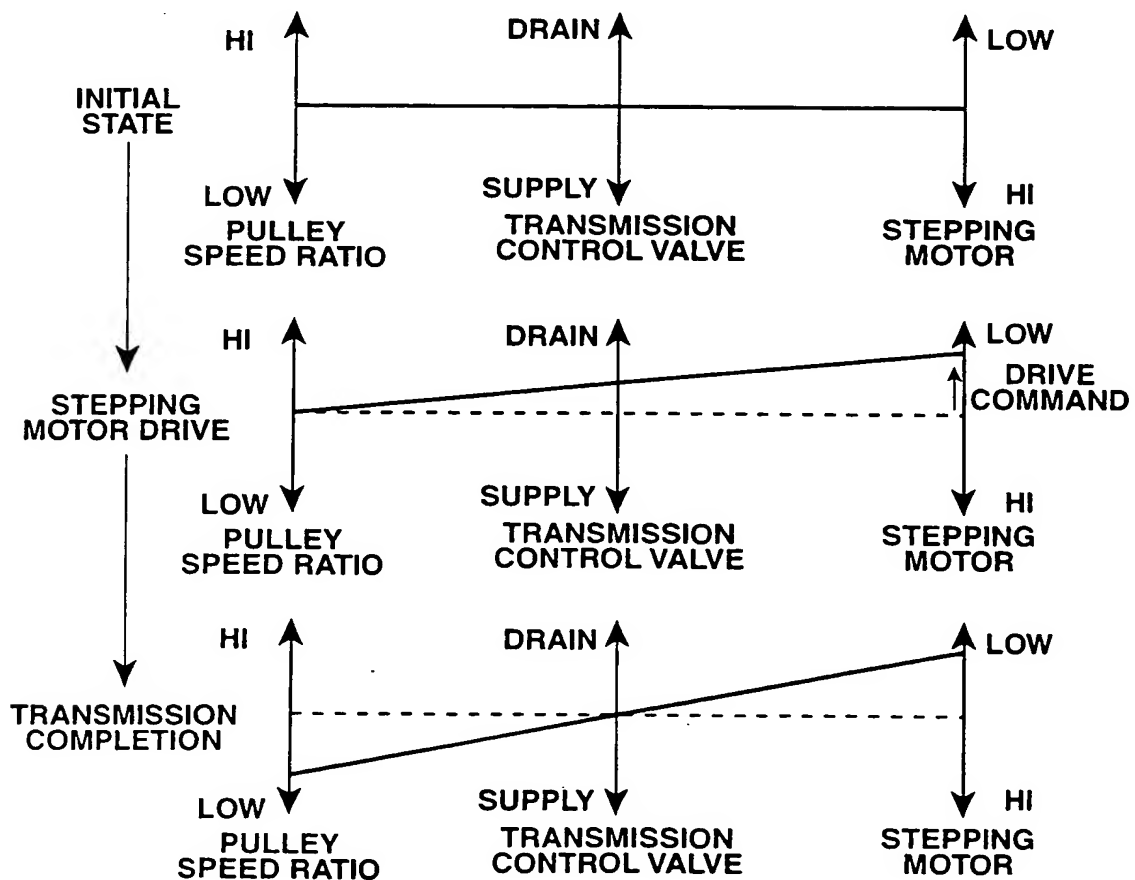 HI
DRAIN
LOW
INITIAL
STATE
LOW
SUPPLY
HI
PULLEY
SPEED RATIO
TRANSMISSION
CONTROL VALVE
STEPPING
MOTOR
HI
DRAIN
LOW
DRIVE
COMMAND
STEPPING
MOTOR DRIVE
LOW
SUPPLY
HI
PULLEY
SPEED RATIO
TRANSMISSION
CONTROL VALVE
STEPPING
MOTOR
HI
DRAIN
LOW
TRANSMISSION
COMPLETION
LOW
SUPPLY
HI
PULLEY
SPEED RATIO
TRANSMISSION
CONTROL VALVE
STEPPING
MOTOR